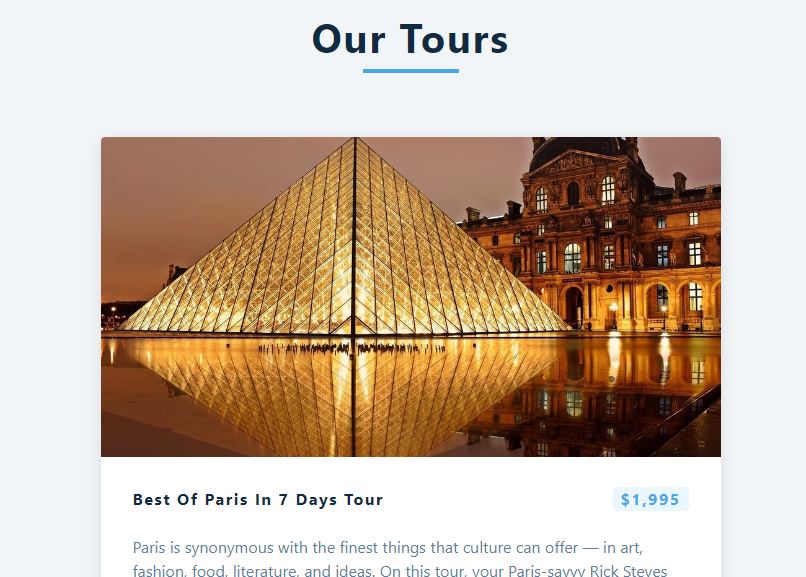 Our Tours
Best Of Paris In 7 Days Tour
$1,995
Paris is synonymous with the finest things that culture can offer — in art,
fashion, food, literature, and ideas. On this tour, your Paris-savvy Rick Steves